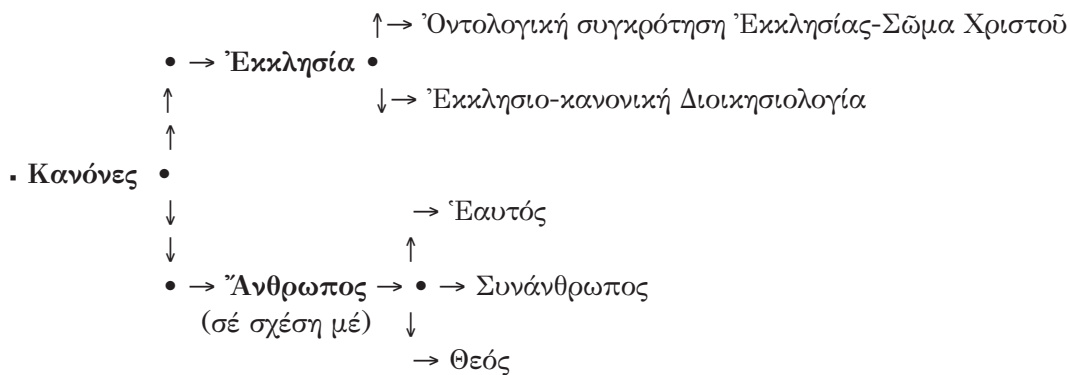 ↑→ Ὀντολογική συγκρότηση Ἐκκλησίας-Σῶμα Χριστοῦ
• → Ἐκκλησία •
↓→ Ἐκκλησιο-κανονική Διοικησιολογία
▪ Κανόνες •
→ Ἑαυτός
• → Ἄνθρωπος → • → Συνάνθρωπος
(σέ σχέση μέ)
→ Θεός